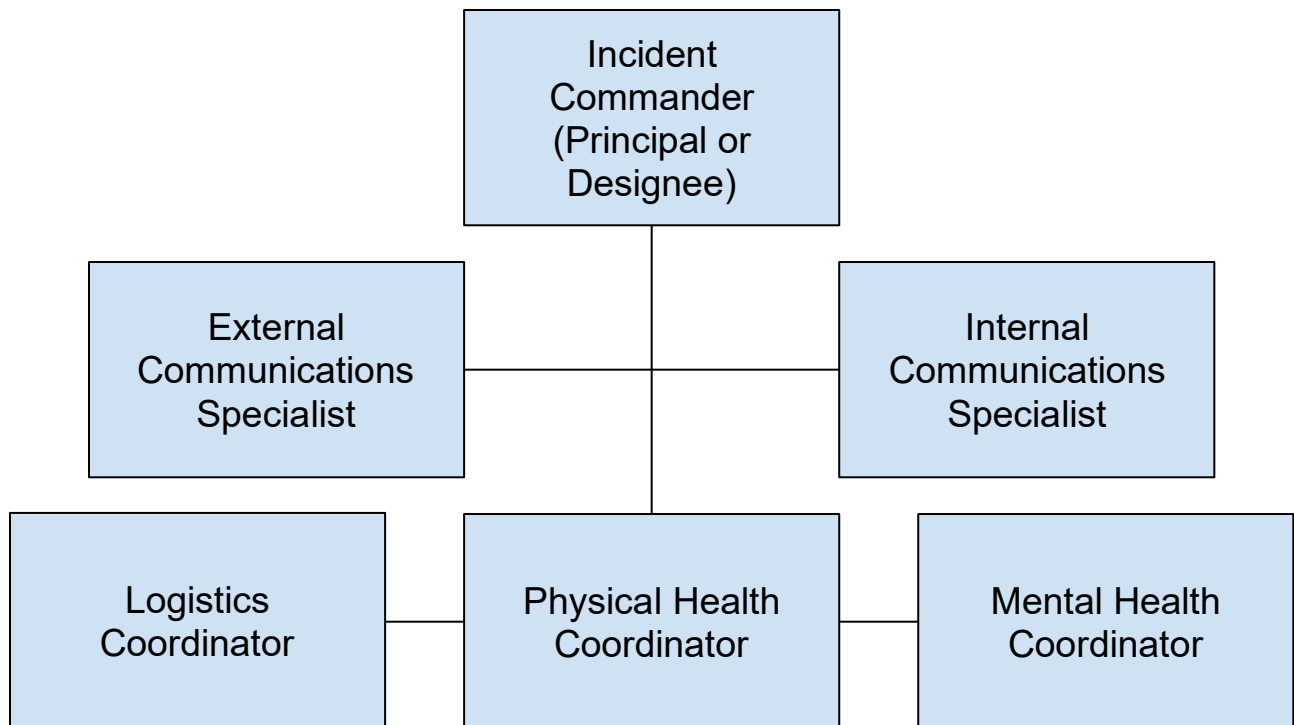 Incident
Commander
(Principal or
Designee)
External
Communications
Specialist
Internal
Communications
Specialist
Logistics
Coordinator
Physical Health
Coordinator
Mental Health
Coordinator